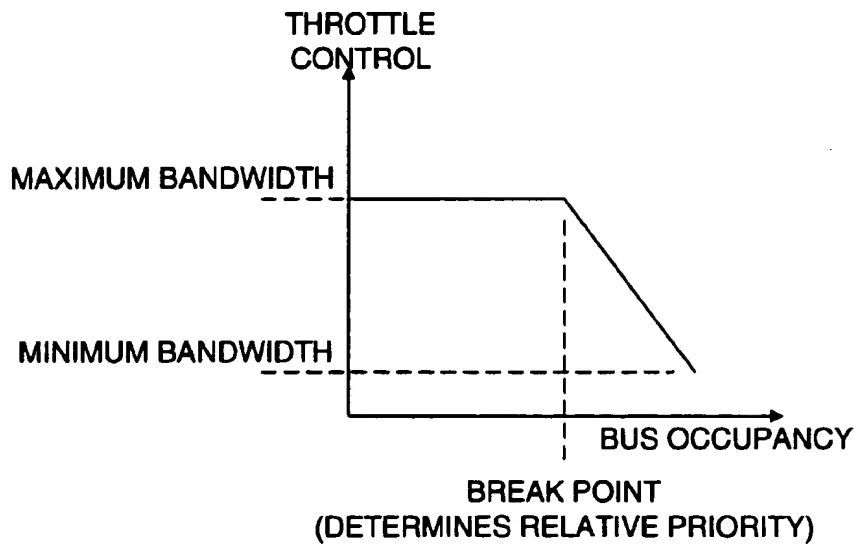 THROTTLE
CONTROL
MAXIMUM BANDWIDTH
MINIMUM BANDWIDTH
BUS OCCUPANCY
BREAK POINT
(DETERMINES RELATIVE PRIORITY)